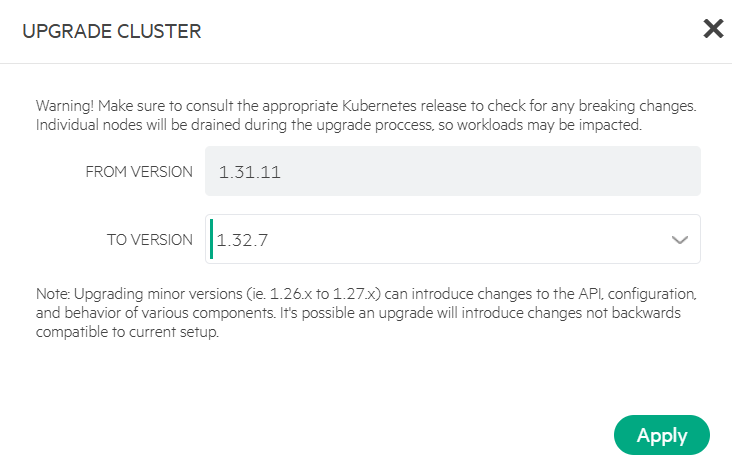 UPGRADE CLUSTER
Warning! Make sure to consult the appropriate Kubernetes release to check for any breaking changes.
Individual nodes will be drained during the upgrade proccess, so workloads may be impacted.
FROM VERSION 1.31.11
TO VERSION 1.32.7
Note: Upgrading minor versions (ie. 1.26.x to 1.27.x) can introduce changes to the API, configuration,
and behavior of various components. It's possible an upgrade will introduce changes not backwards
compatible to current setup.
Apply